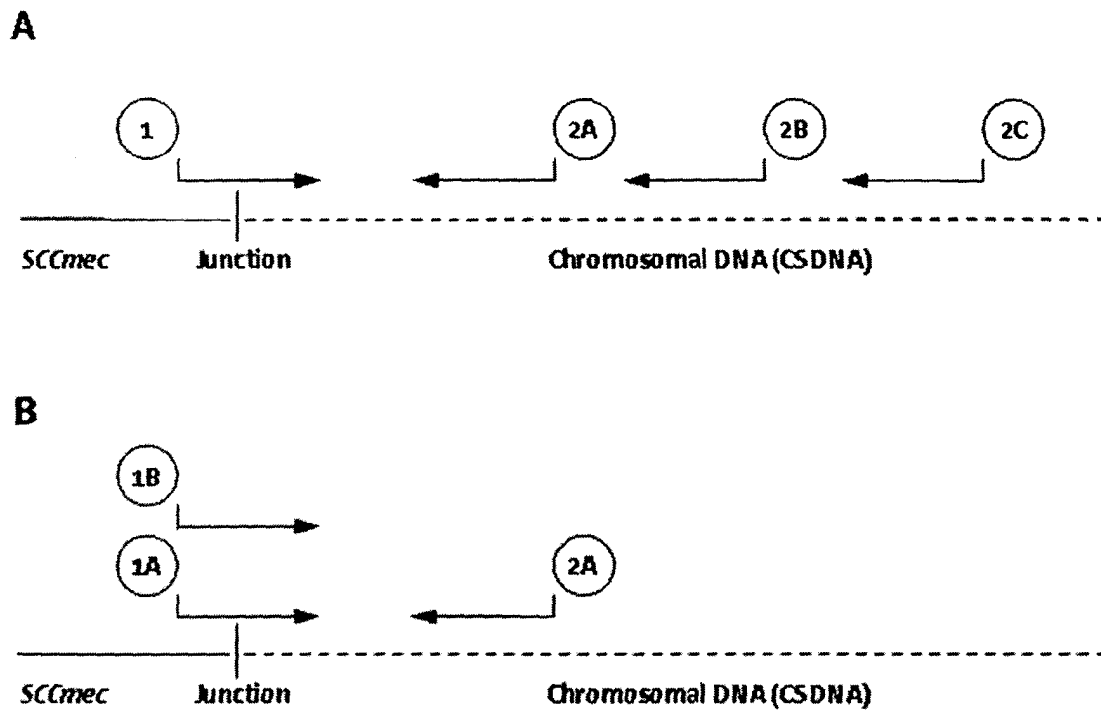 A
1 2A 2B 2C
SCCmec Junction Chromosomal DNA (CSDNA)
B
1B
1A 2A
SCCmec Junction Chromosomal DNA (CSDNA)